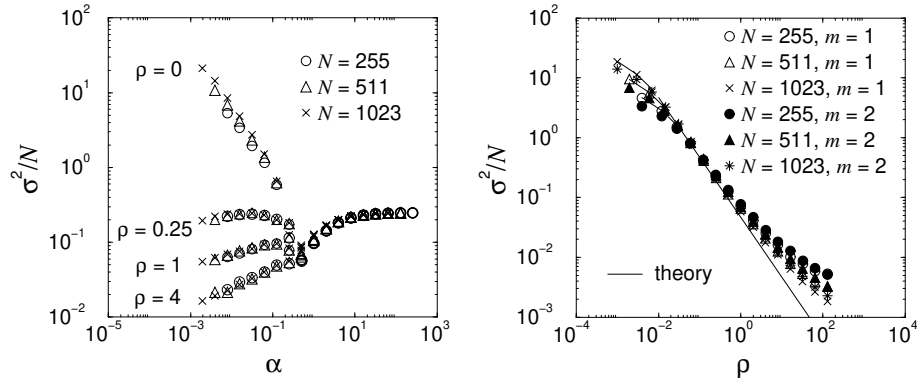 10^2
10^1
10^0
10^-1
10^-2
σ^2/N
ρ = 0
ρ = 0.25
ρ = 1
ρ = 4
N = 255
N = 511
N = 1023
10^-5
10^-3
10^-1
10^1
10^3
α
10^2
10^1
10^0
10^-1
10^-2
10^-3
σ^2/N
N = 255, m = 1
N = 511, m = 1
N = 1023, m = 1
N = 255, m = 2
N = 511, m = 2
N = 1023, m = 2
theory
10^-4
10^-2
10^0
10^2
10^4
ρ